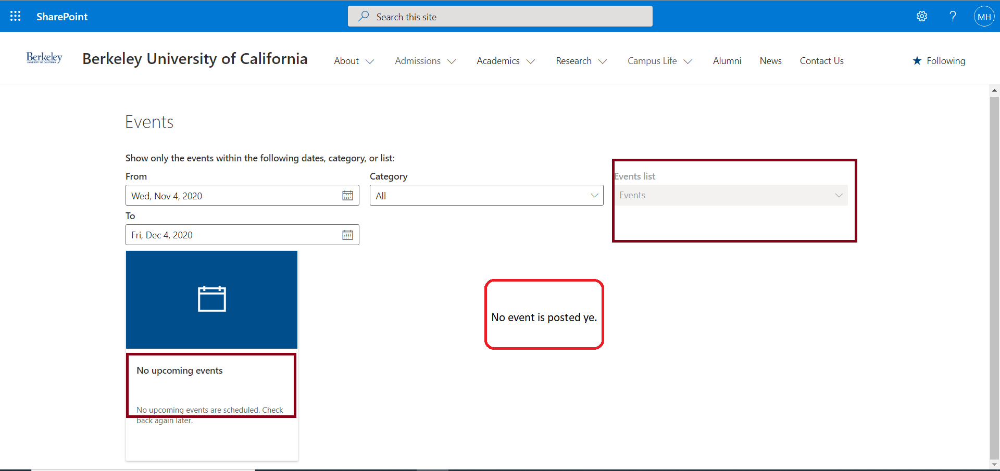 SharePoint
Search this site
?
MH
Berkeley
UNIVERSITY OF CALIFORNIA
Berkeley University of California
About
Admissions
Academics
Research
Campus Life
Alumni
News
Contact Us
Following
Events
Show only the events within the following dates, category, or list:
From
Category
Events list
Wed, Nov 4, 2020
All
Events
To
Fri, Dec 4, 2020
No event is posted ye.
No upcoming events
No upcoming events are scheduled. Check
back again later.